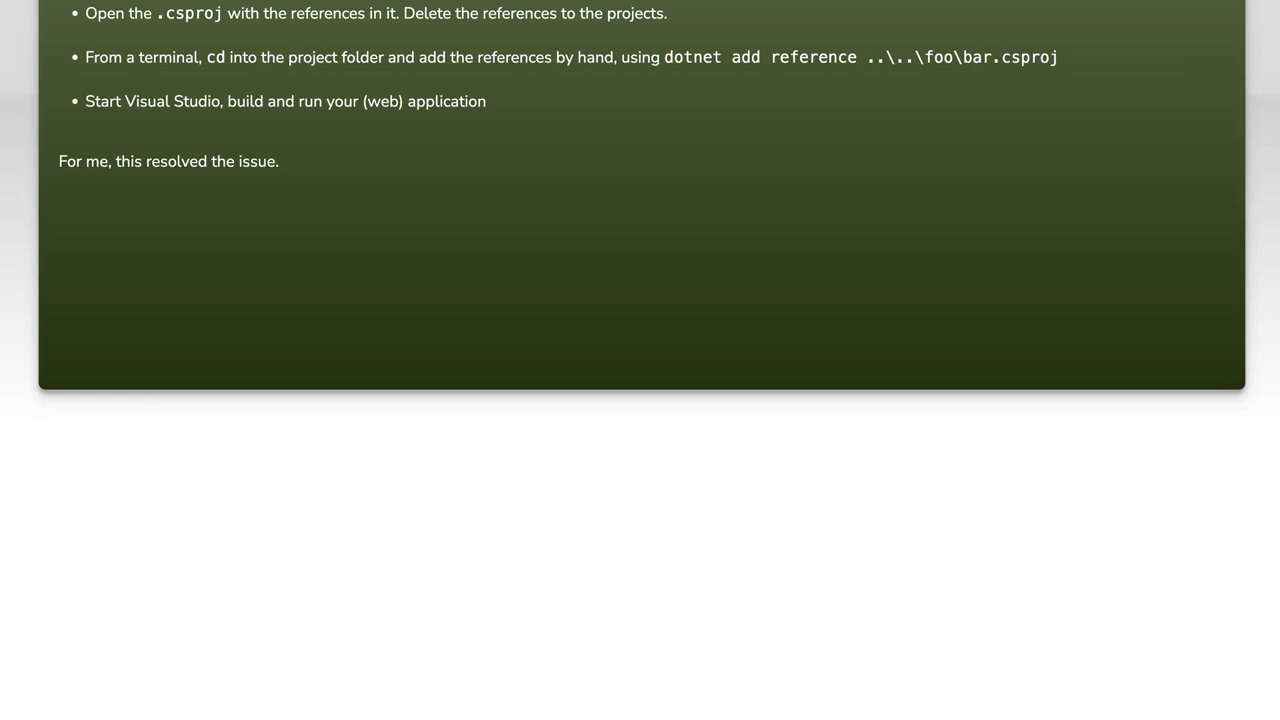 • Open the .csproj with the references in it. Delete the references to the projects.
• From a terminal, cd into the project folder and add the references by hand, using dotnet add reference ..\..\foo\bar.csproj
• Start Visual Studio, build and run your (web) application
For me, this resolved the issue.